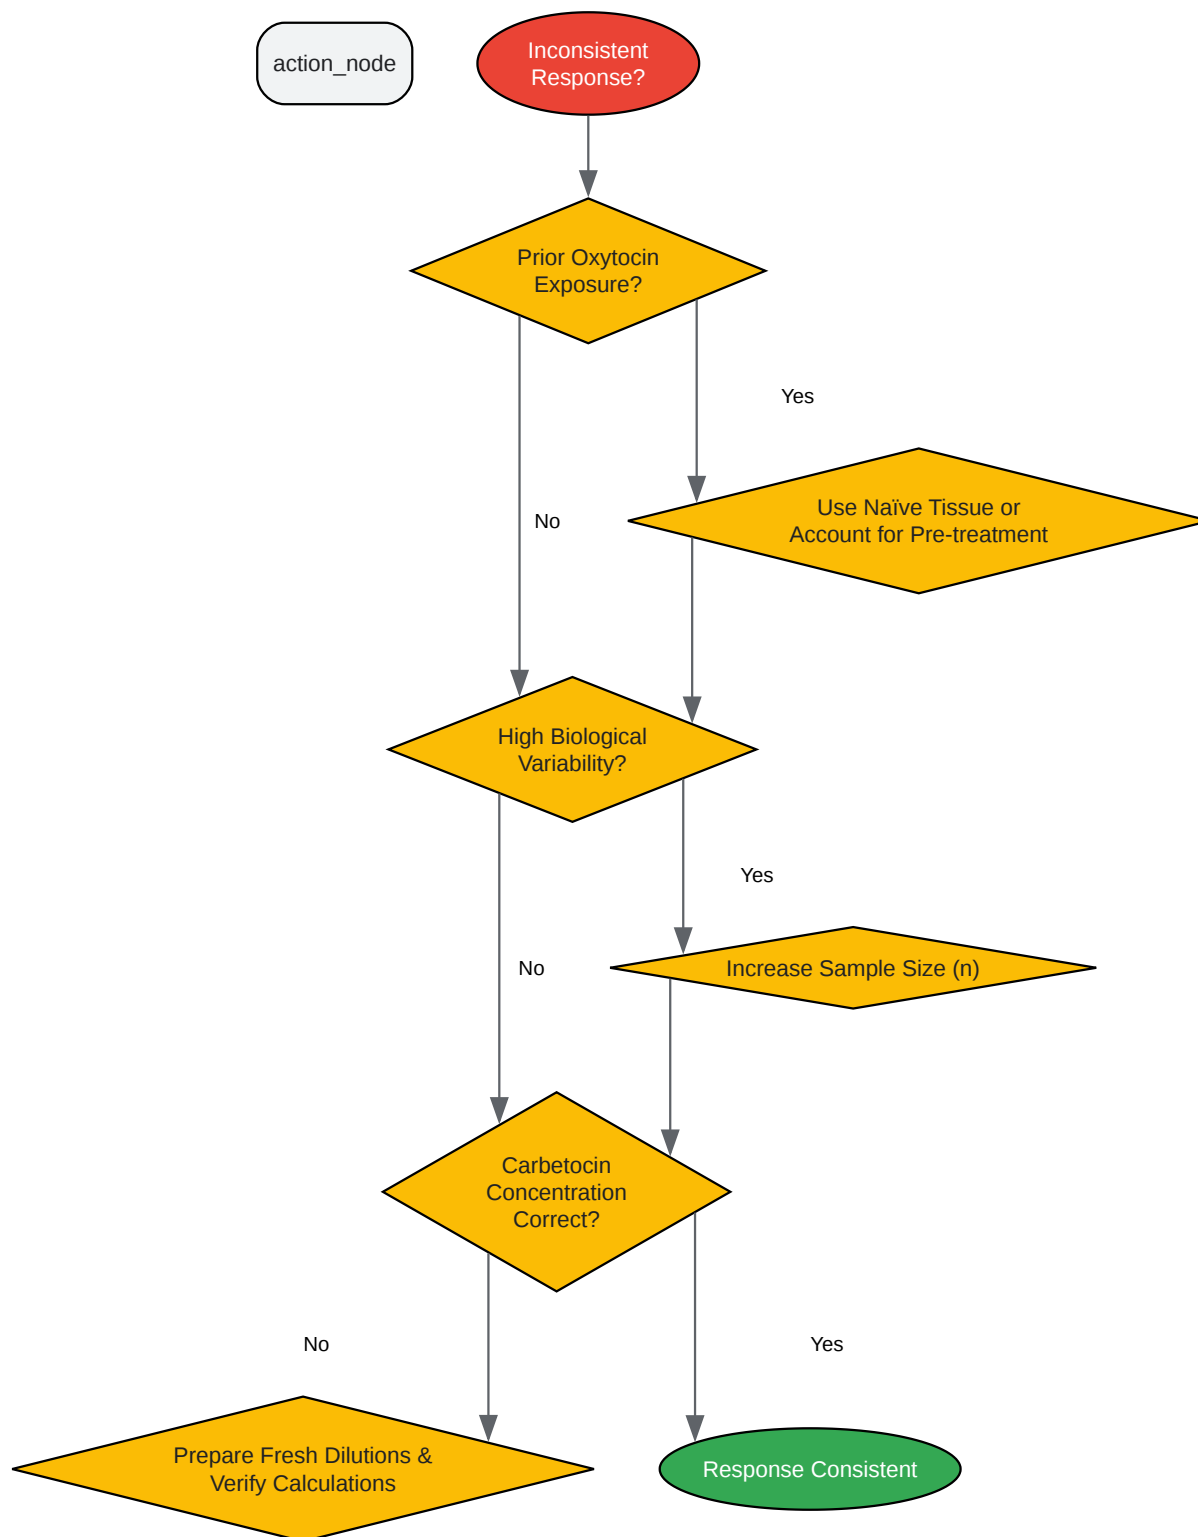 action_node
Inconsistent
Response?
Prior Oxytocin
Exposure?
Yes
No
Use Naïve Tissue or
Account for Pre-treatment
High Biological
Variability?
Yes
No
Increase Sample Size (n)
Carbetocin
Concentration
Correct?
No
Yes
Prepare Fresh Dilutions &
Verify Calculations
Response Consistent